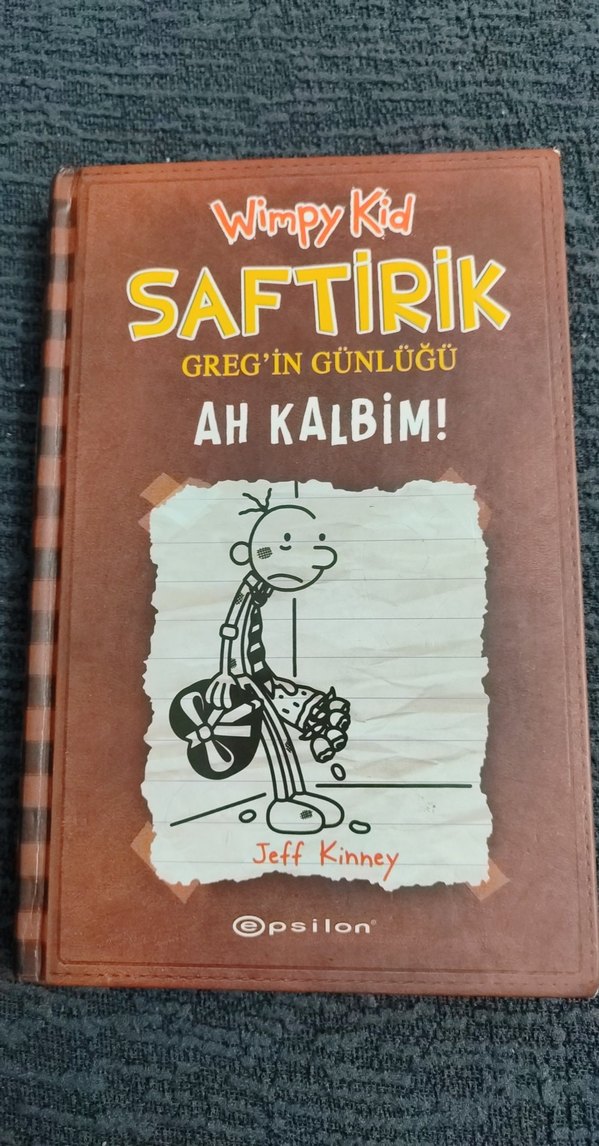 Wimpy Kid
SAFTİRİK
GREG'İN GÜNLÜĞÜ
AH KALBİM!
Jeff Kinney
epsilon®